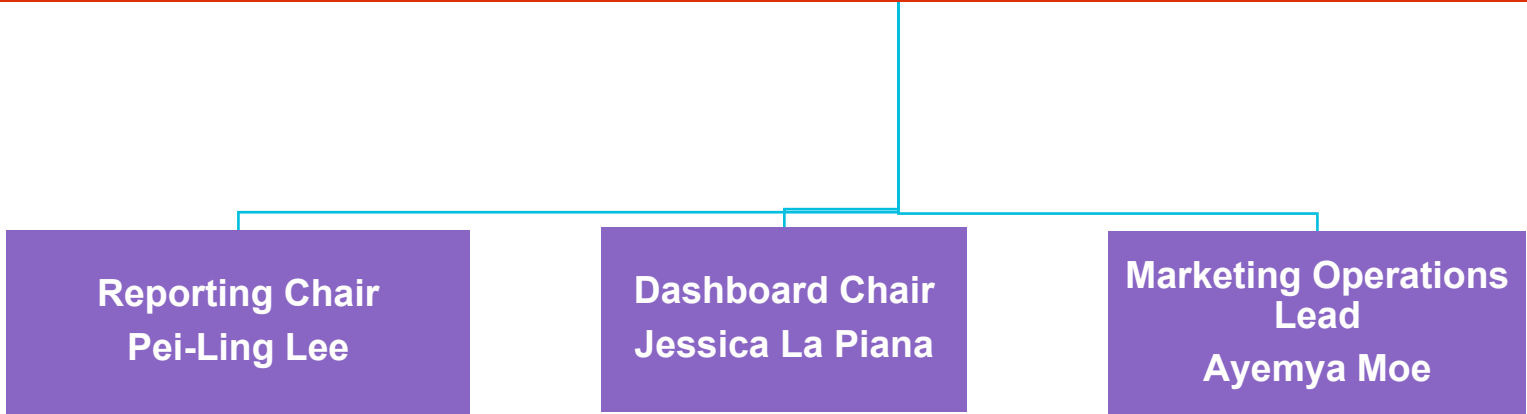 Reporting Chair
Pei-Ling Lee
Dashboard Chair
Jessica La Piana
Marketing Operations
Lead
Ayemya Moe